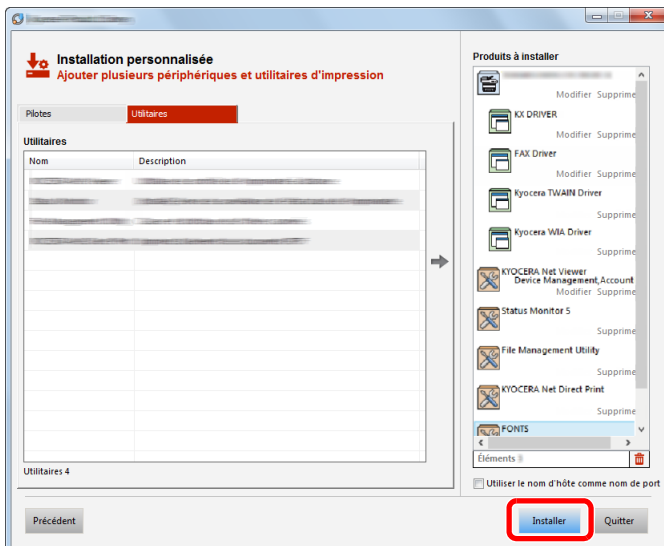 Installation personnalisée
Ajouter plusieurs périphériques et utilitaires d'impression
Pilotes
Utilitaires
Utilitaires
Nom
Description
Utilitaires 4
Produits à installer
Modifier Supprime
KX DRIVER
Modifier Supprime
FAX Driver
Modifier Supprime
Kyocera TWAIN Driver
Supprime
Kyocera WIA Driver
Supprime
KYOCERA Net Viewer
Device Management,Account
Modifier Supprime
Status Monitor 5
Supprime
File Management Utility
Supprime
KYOCERA Net Direct Print
Supprime
FONTS
Éléments
Utiliser le nom d'hôte comme nom de port
Précédent
Installer
Quitter